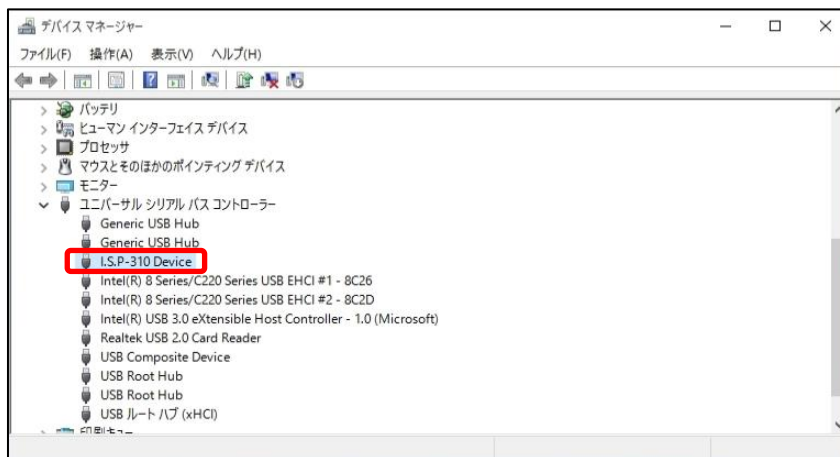 デバイス マネージャー
ファイル(F) 操作(A) 表示(V) ヘルプ(H)
バッテリ
ヒューマン インターフェイス デバイス
プロセッサ
マウスとそのほかのポインティング デバイス
モニター
ユニバーサル シリアル バス コントローラー
Generic USB Hub
Generic USB Hub
I.S.P-310 Device
Intel(R) 8 Series/C220 Series USB EHCI #1 - 8C26
Intel(R) 8 Series/C220 Series USB EHCI #2 - 8C2D
Intel(R) USB 3.0 eXtensible Host Controller - 1.0 (Microsoft)
Realtek USB 2.0 Card Reader
USB Composite Device
USB Root Hub
USB Root Hub
USB ルート ハブ (xHCI)
印刷キュー